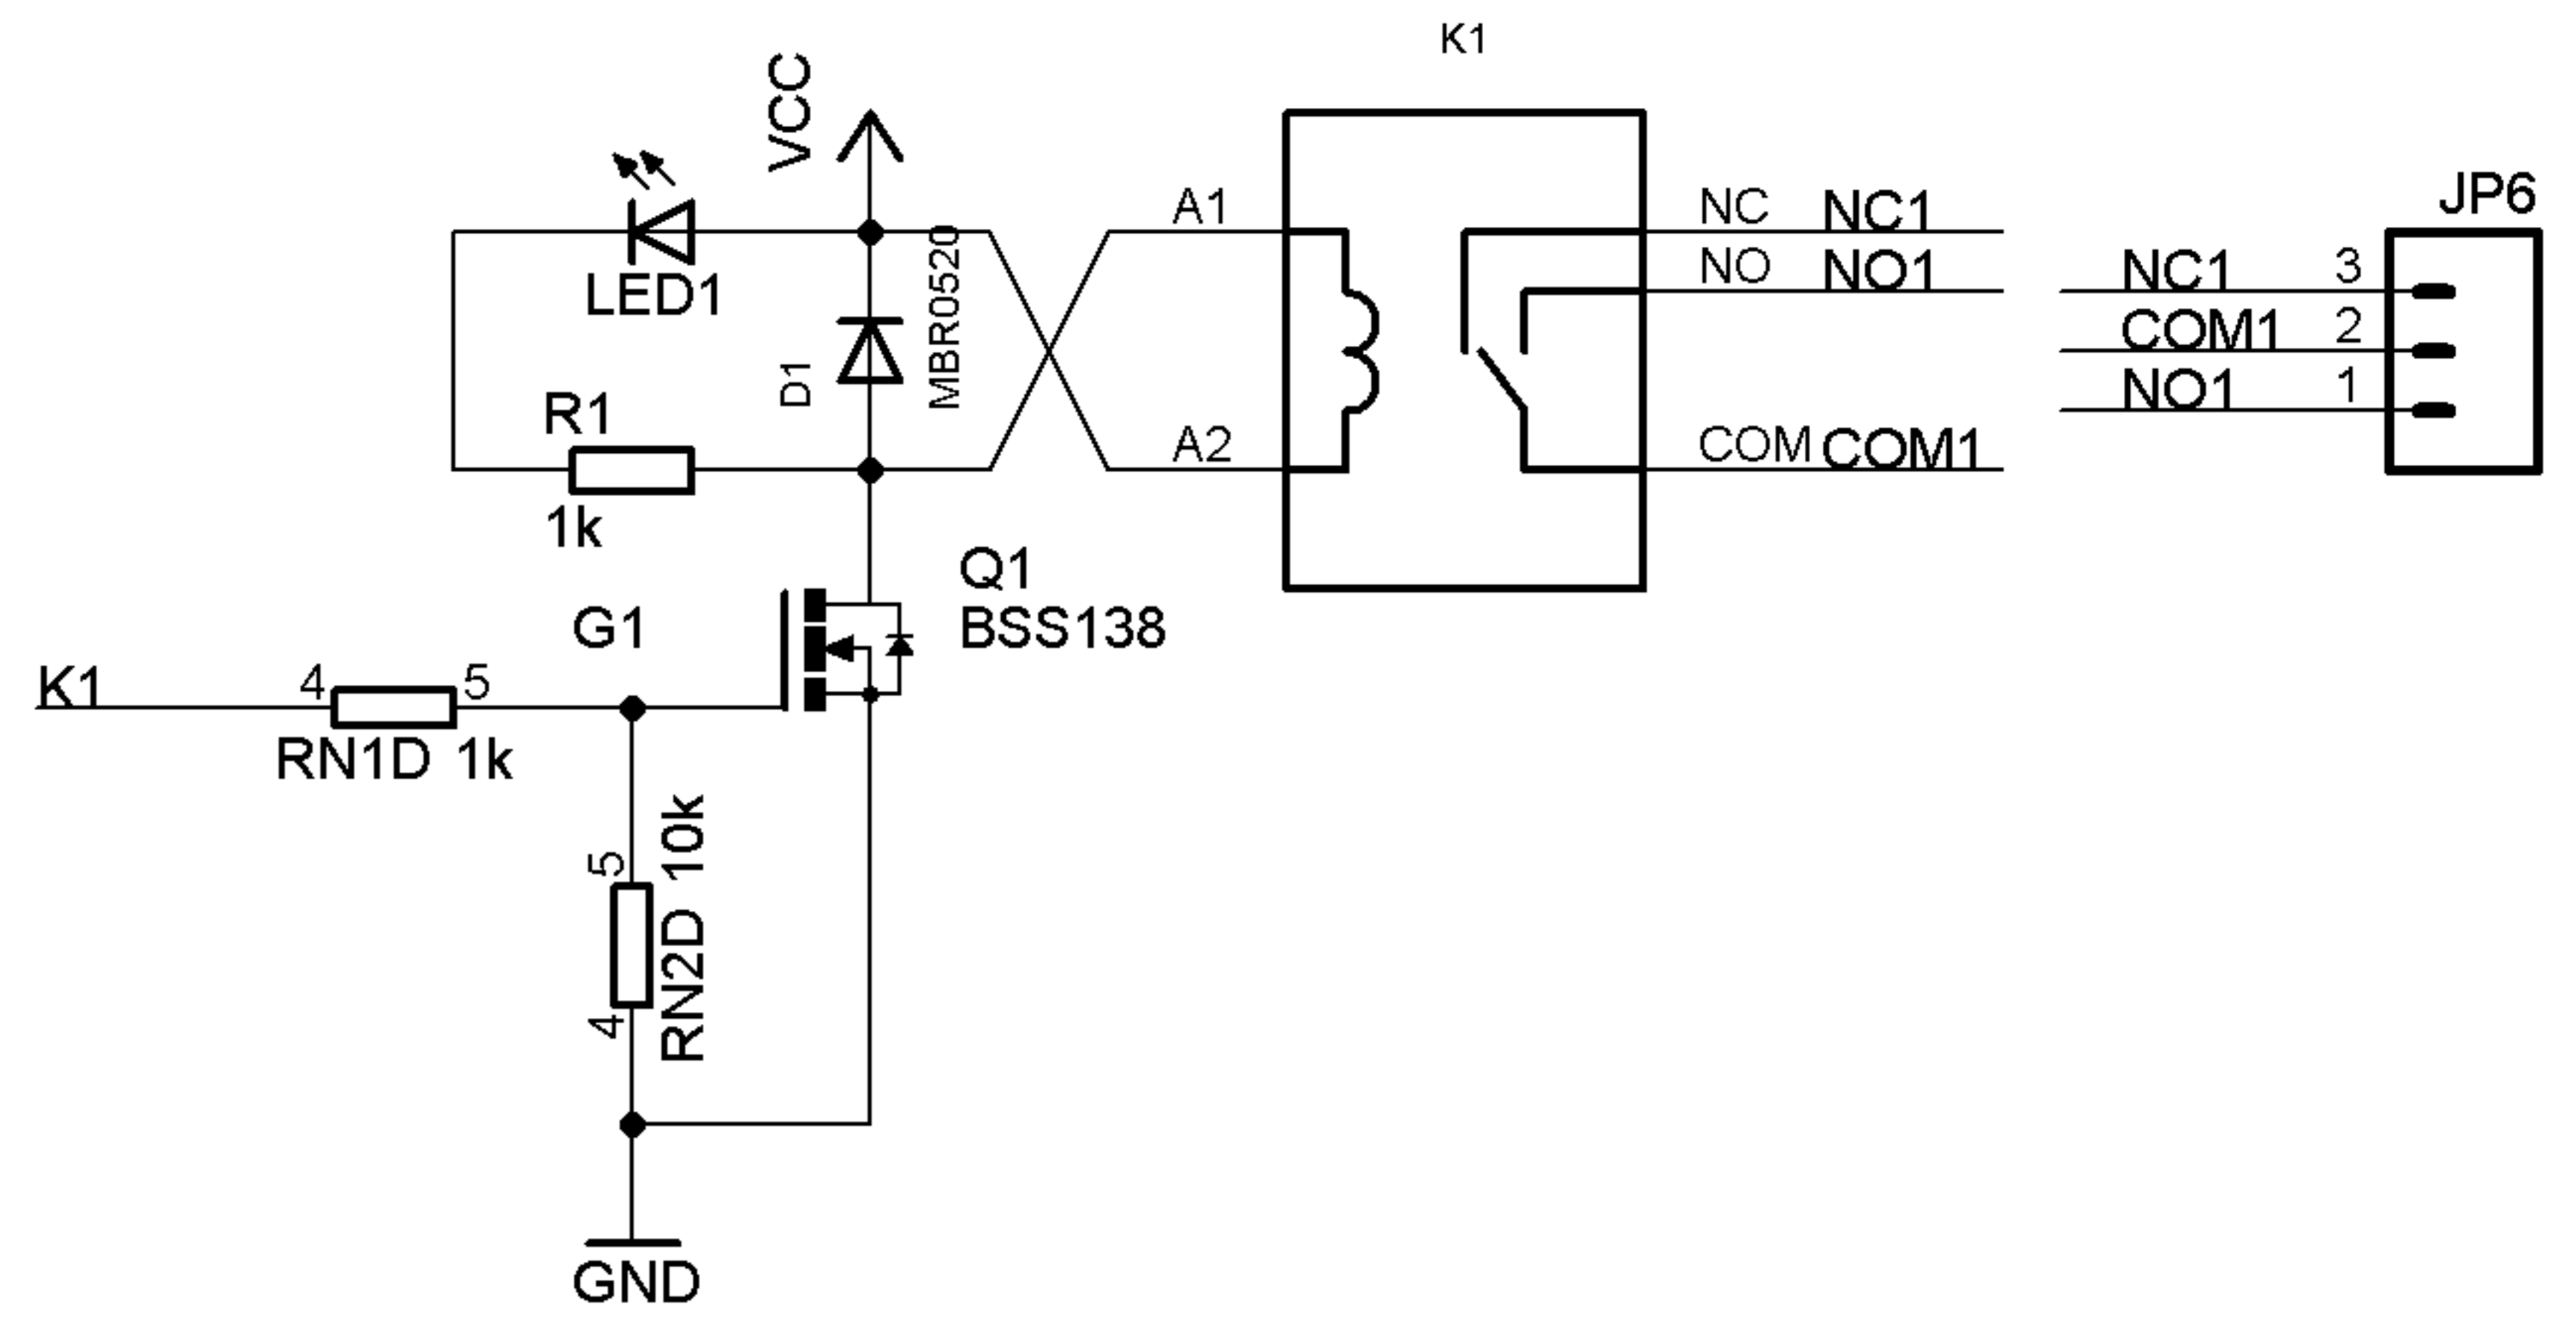 K1
VCC
A1
NC NC1
JP6
LED1
MBR0520
NO NO1
NC1 3
COM1 2
D1
NO1 1
R1
A2
COM COM1
1k
Q1
G1
BSS138
K1
4
5
RN1D 1k
5
RN2D 10k
4
GND